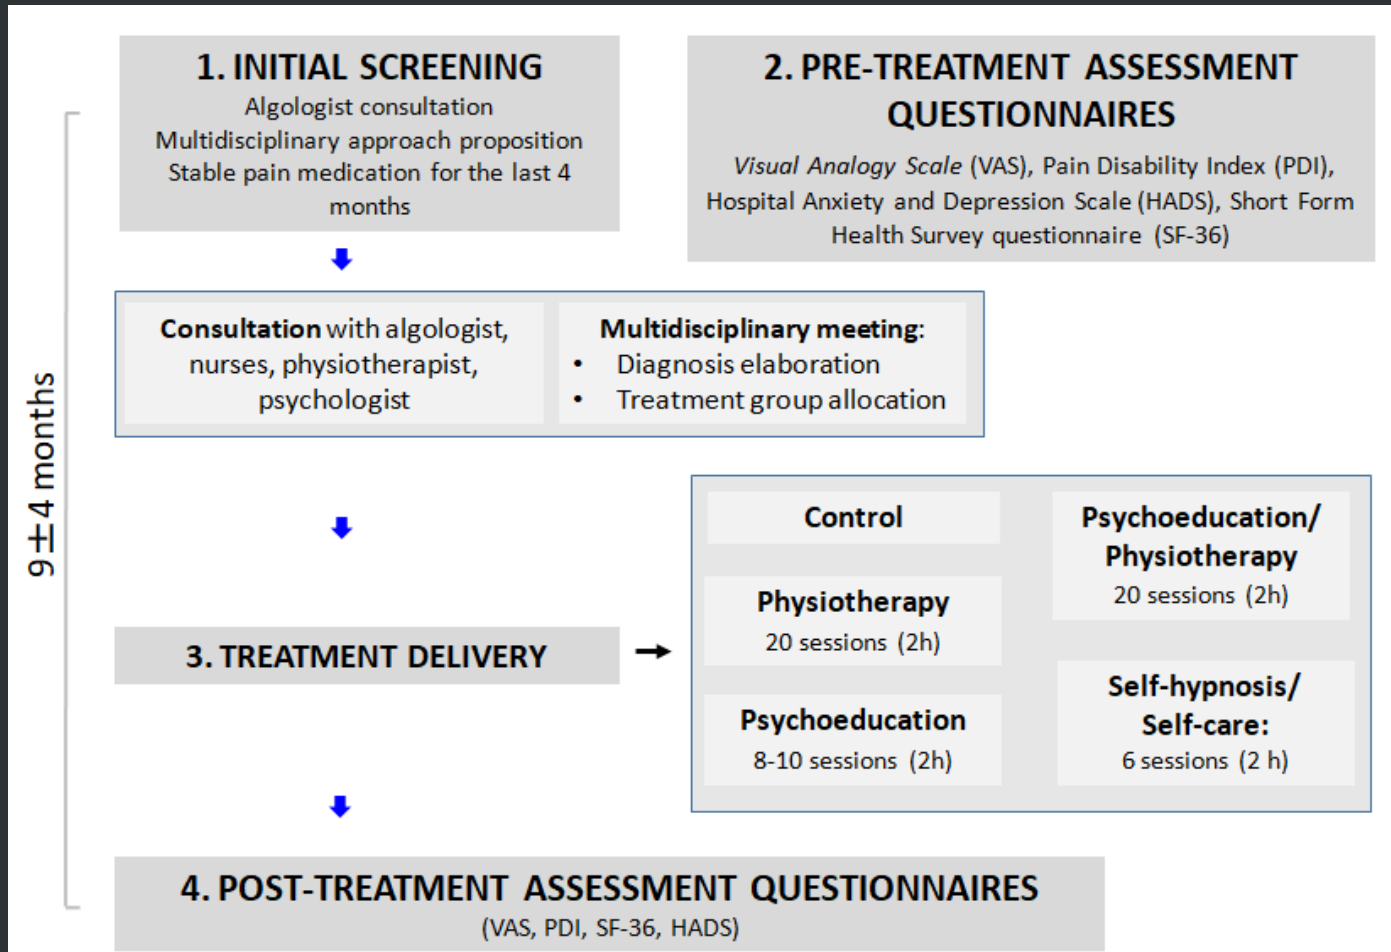 1. INITIAL SCREENING
Algologist consultation
Multidisciplinary approach proposition
Stable pain medication for the last 4
months
2. PRE-TREATMENT ASSESSMENT
QUESTIONNAIRES
Visual Analogy Scale (VAS), Pain Disability Index (PDI),
Hospital Anxiety and Depression Scale (HADS), Short Form
Health Survey questionnaire (SF-36)
Consultation with algologist,
nurses, physiotherapist,
psychologist
Multidisciplinary meeting:
• Diagnosis elaboration
• Treatment group allocation
9±4 months
3. TREATMENT DELIVERY
Control
Physiotherapy
20 sessions (2h)
Psychoeducation
8-10 sessions (2h)
Psychoeducation/
Physiotherapy
20 sessions (2h)
Self-hypnosis/
Self-care:
6 sessions (2 h)
4. POST-TREATMENT ASSESSMENT QUESTIONNAIRES
(VAS, PDI, SF-36, HADS)